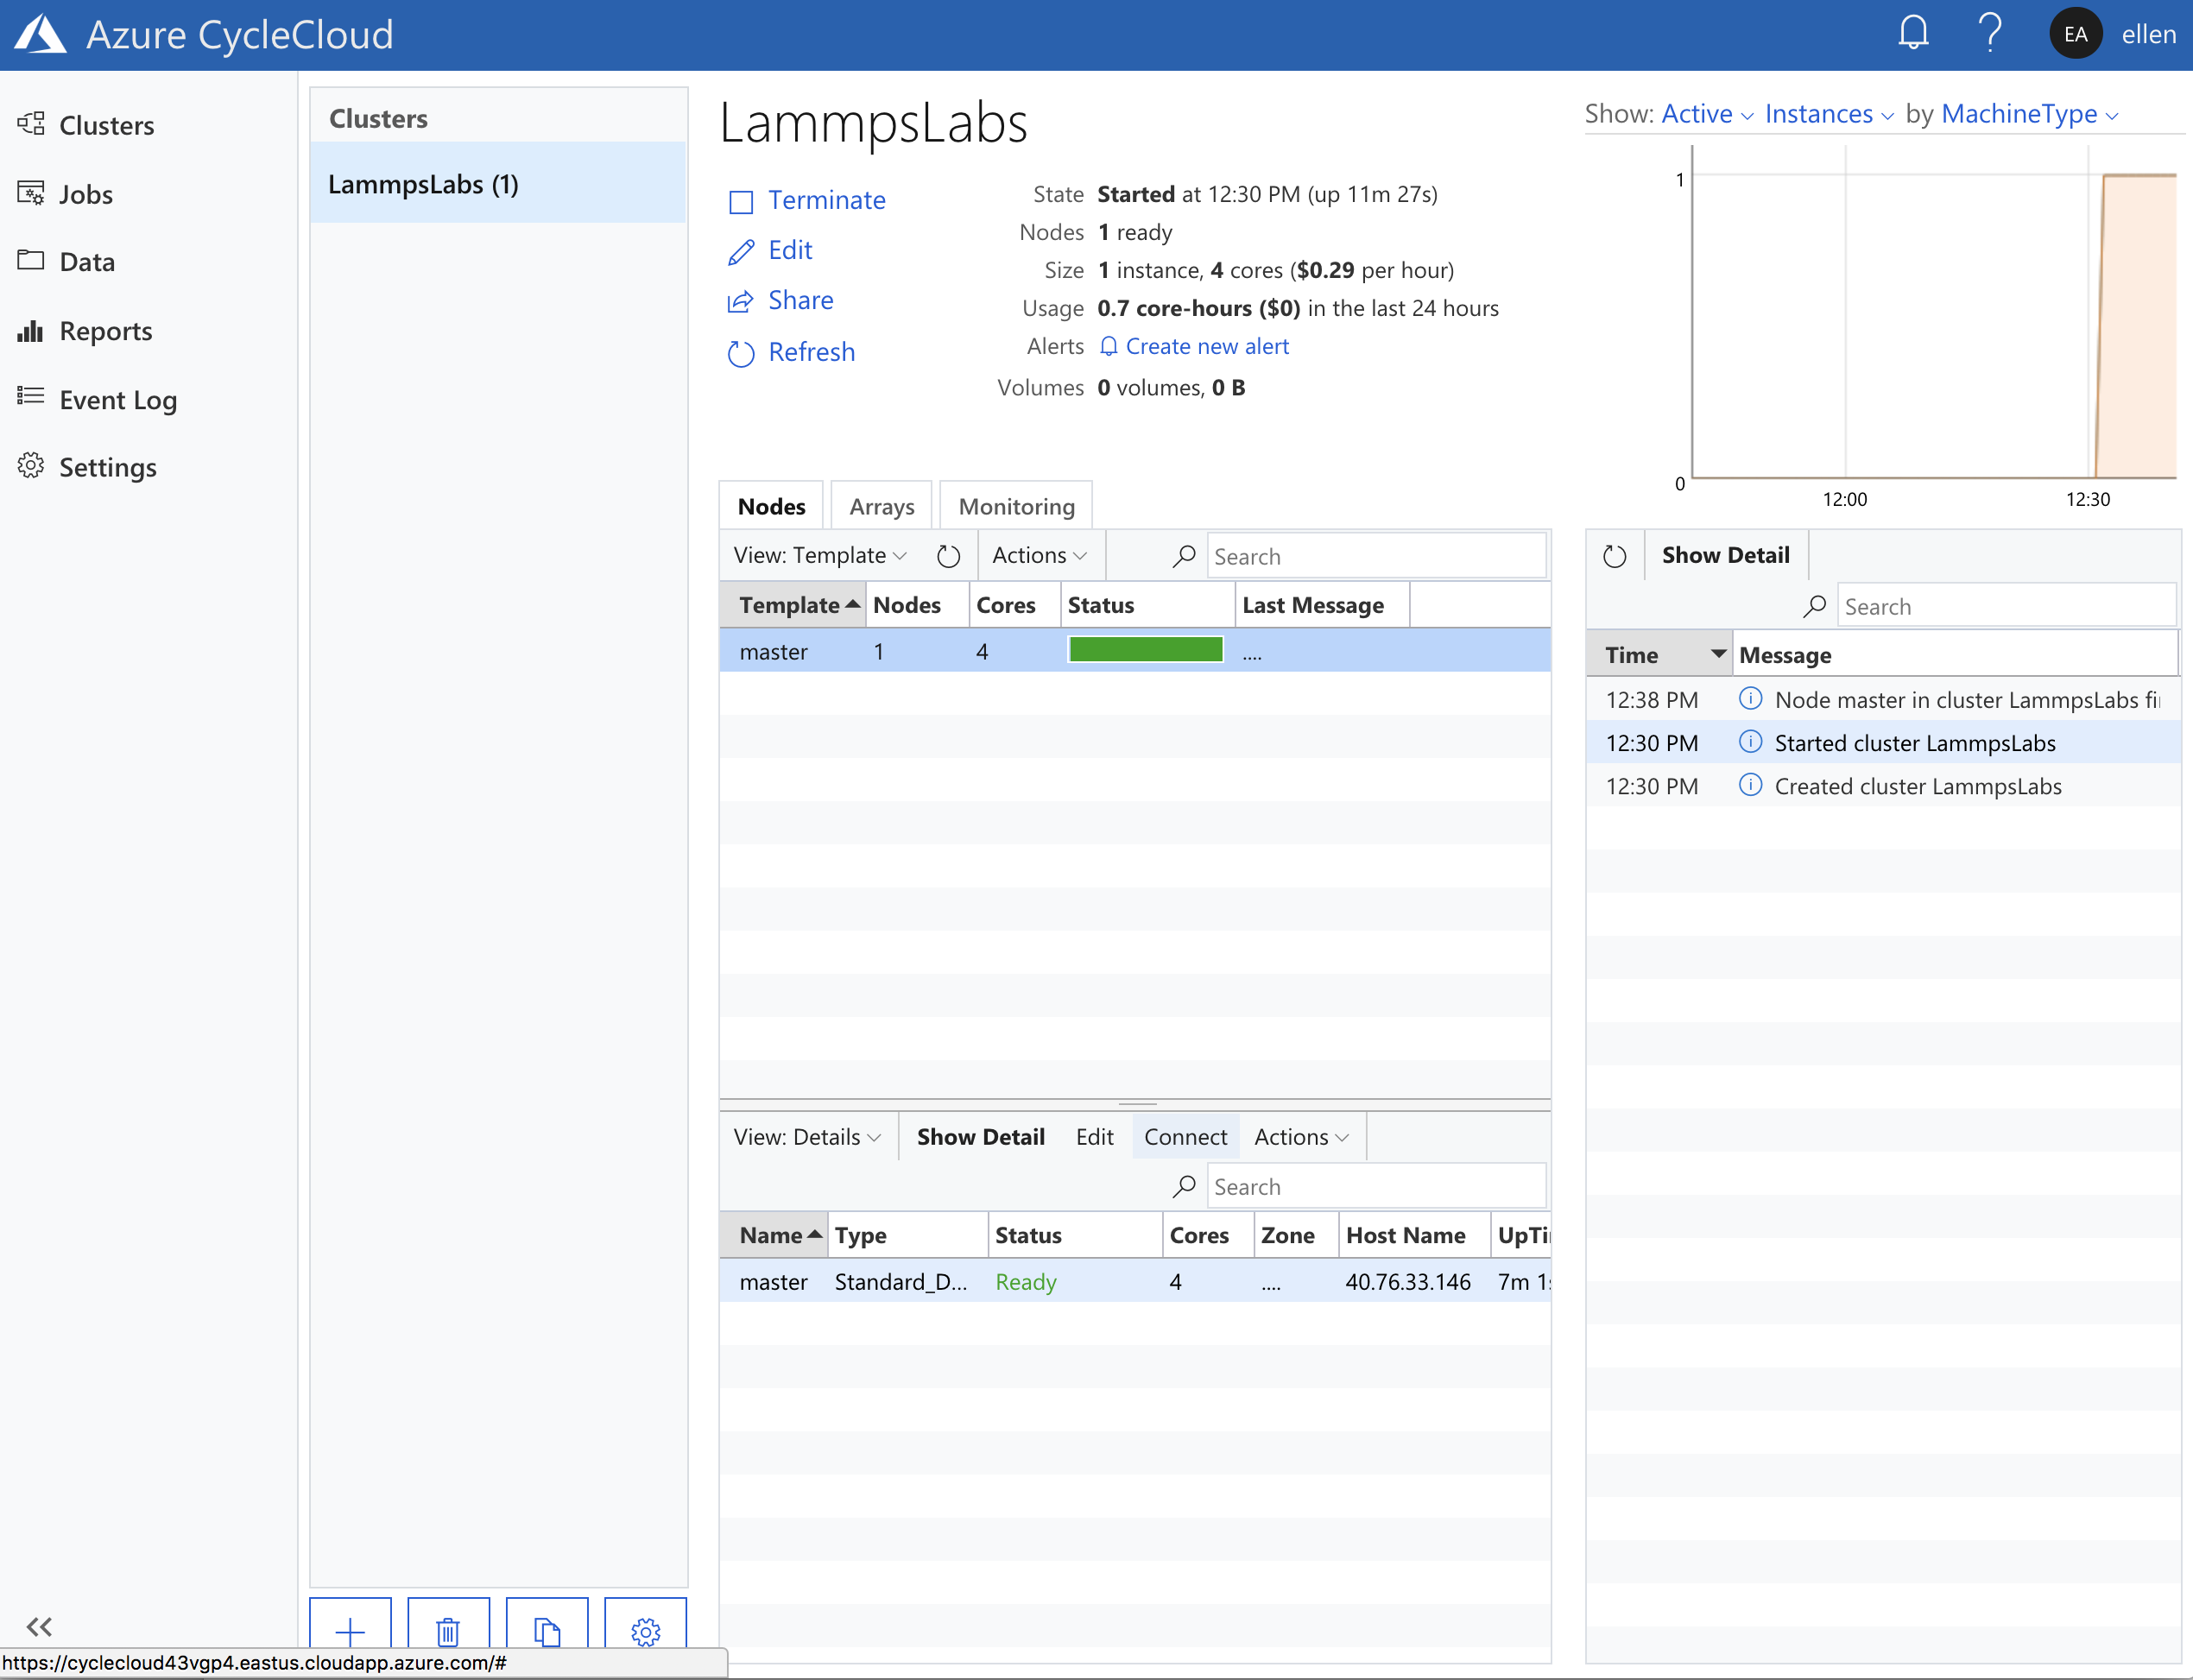 Azure CycleCloud
EA ellen
Clusters
Jobs
Data
Reports
Event Log
Settings
Clusters
LammpsLabs (1)
LammpsLabs
Terminate
Edit
Share
Refresh
State Started at 12:30 PM (up 11m 27s)
Nodes 1 ready
Size 1 instance, 4 cores ($0.29 per hour)
Usage 0.7 core-hours ($0) in the last 24 hours
Alerts Create new alert
Volumes 0 volumes, 0 B
Show: Active Instances by MachineType
1
0
12:00 12:30
Nodes Arrays Monitoring
View: Template Actions Search
Template Nodes Cores Status Last Message
master 1 4 ....
View: Details Show Detail Edit Connect Actions
Search
Name Type Status Cores Zone Host Name UpTi
master Standard_D... Ready 4 .... 40.76.33.146 7m 1
Show Detail
Search
Time Message
12:38 PM Node master in cluster LammpsLabs fi
12:30 PM Started cluster LammpsLabs
12:30 PM Created cluster LammpsLabs
https://cyclecloud43vgp4.eastus.cloudapp.azure.com/#